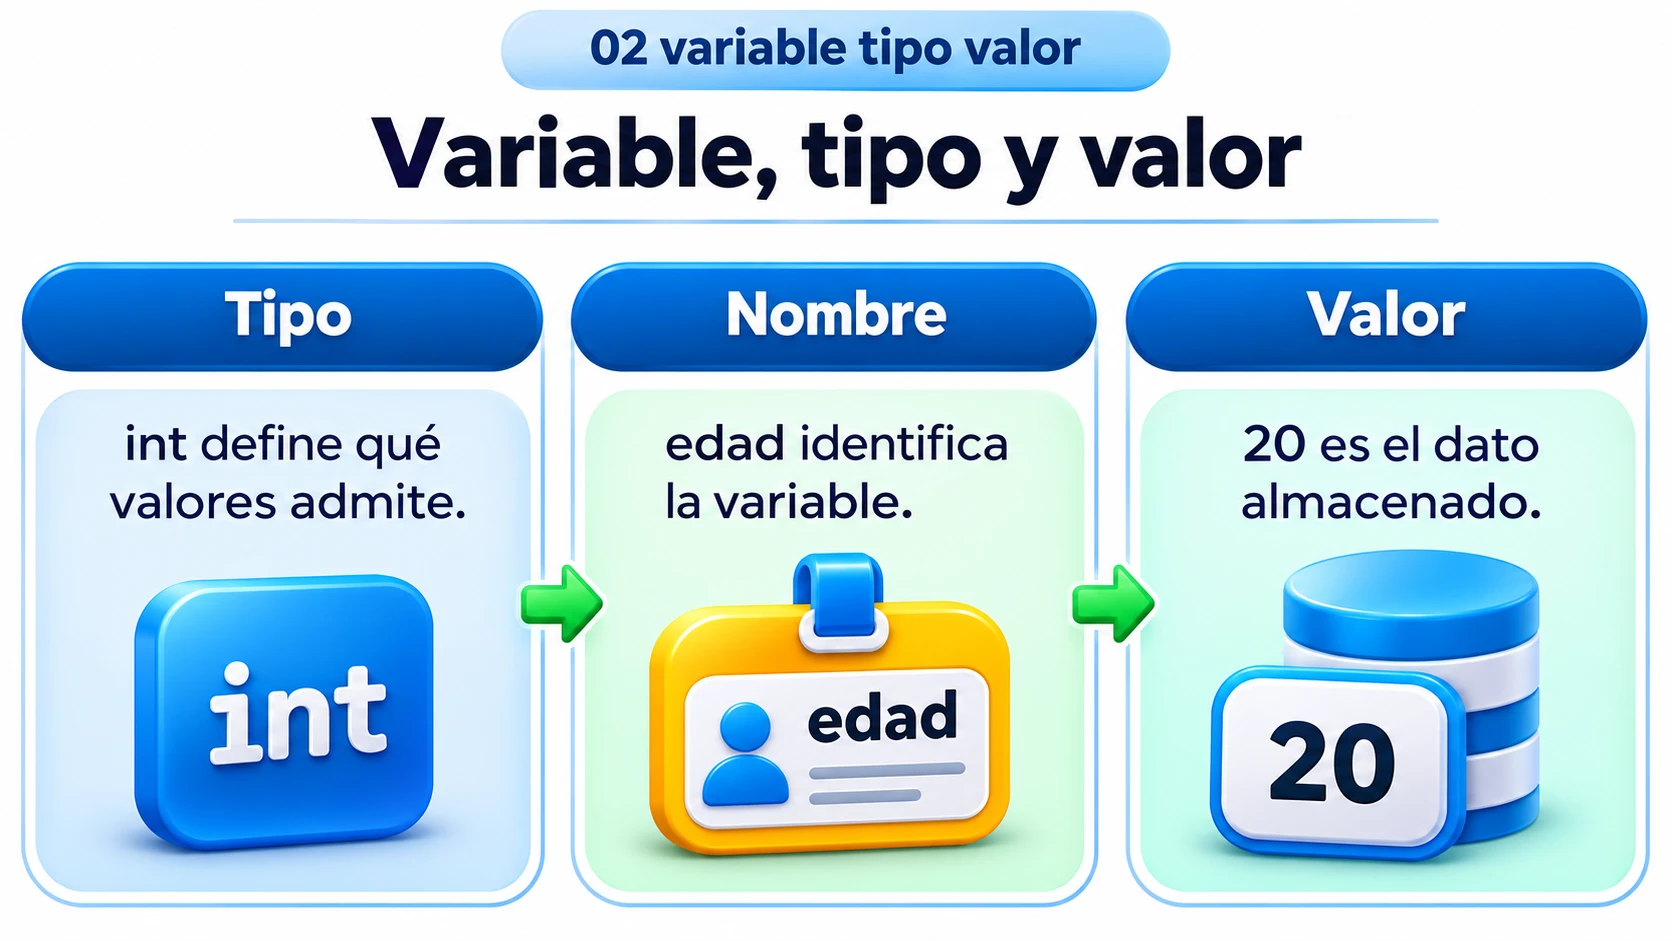 02 variable tipo valor
Variable, tipo y valor
Tipo
int define qué
valores admite.
int
Nombre
edad identifica
la variable.
edad
Valor
20 es el dato
almacenado.
20